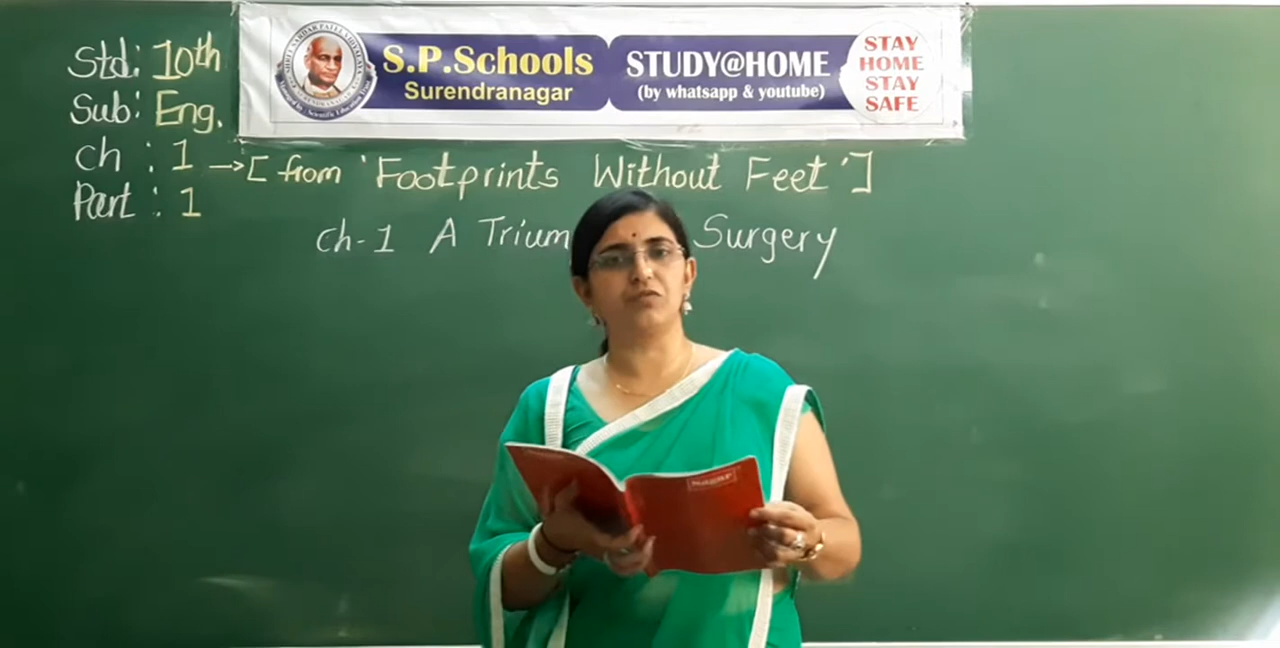 Std: 10th
Sub: Eng.
ch : 1 → [ from 'Footprints Without Feet' ]
Part : 1
ch-1 A Trium Surgery
S.P.Schools
Surendranagar
STUDY@HOME
(by whatsapp & youtube)
STAY
HOME
STAY
SAFE